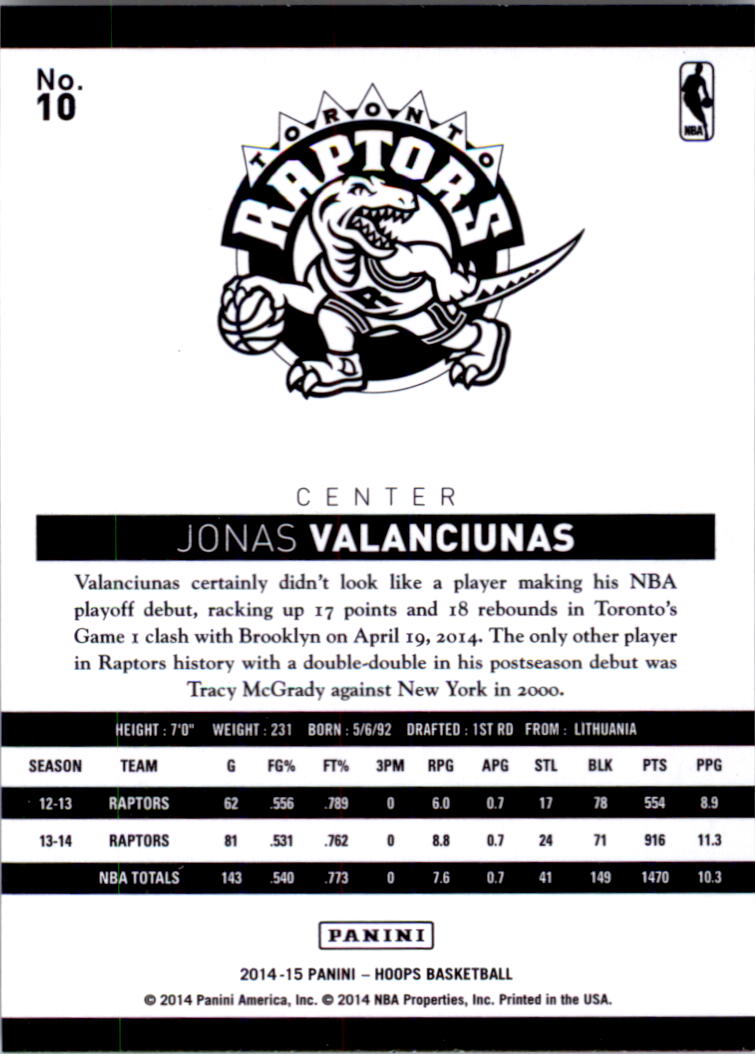 No.
10
NBA
TORONTO
RAPTORS
CENTER
JONAS VALANCIUNAS
Valanciunas certainly didn't look like a player making his NBA
playoff debut, racking up 17 points and 18 rebounds in Toronto's
Game 1 clash with Brooklyn on April 19, 2014. The only other player
in Raptors history with a double-double in his postseason debut was
Tracy McGrady against New York in 2000.
HEIGHT : 7'0" WEIGHT : 231 BORN : 5/6/92 DRAFTED : 1ST RD FROM : LITHUANIA
SEASON TEAM G FG% FT% 3PM RPG APG STL BLK PTS PPG
12-13 RAPTORS 62 .556 .789 0 6.0 0.7 17 78 554 8.9
13-14 RAPTORS 81 .531 .762 0 8.8 0.7 24 71 916 11.3
NBA TOTALS 143 .540 .773 0 7.6 0.7 41 149 1470 10.3
PANINI
2014-15 PANINI – HOOPS BASKETBALL
© 2014 Panini America, Inc. © 2014 NBA Properties, Inc. Printed in the USA.